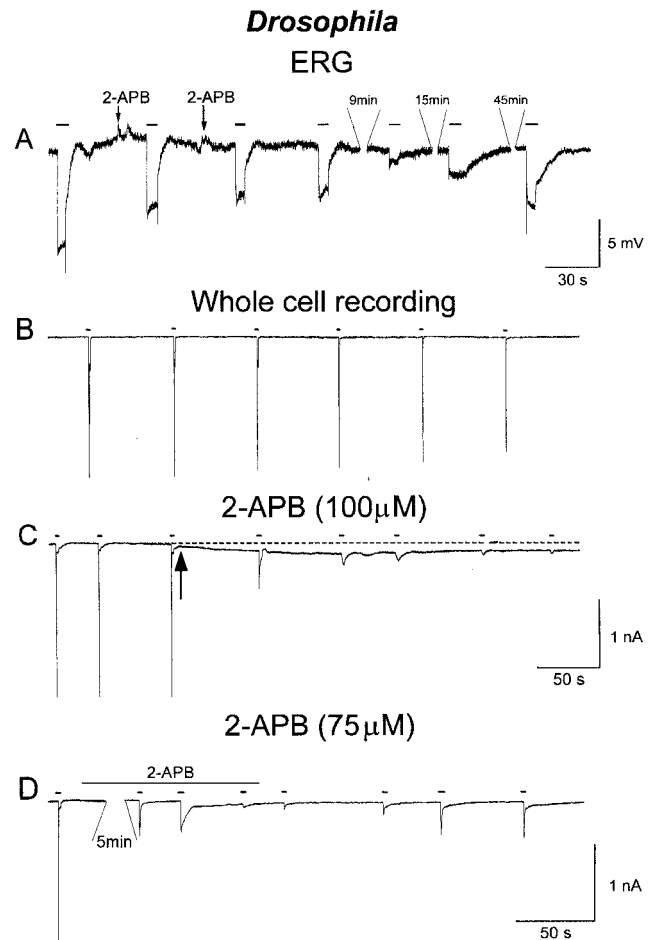 Drosophila
ERG
2-APB 2-APB 9min 15min 45min
A
5 mV
30 s
Whole cell recording
B
2-APB (100μM)
C
1 nA
50 s
2-APB (75μM)
2-APB
D
5min
1 nA
50 s